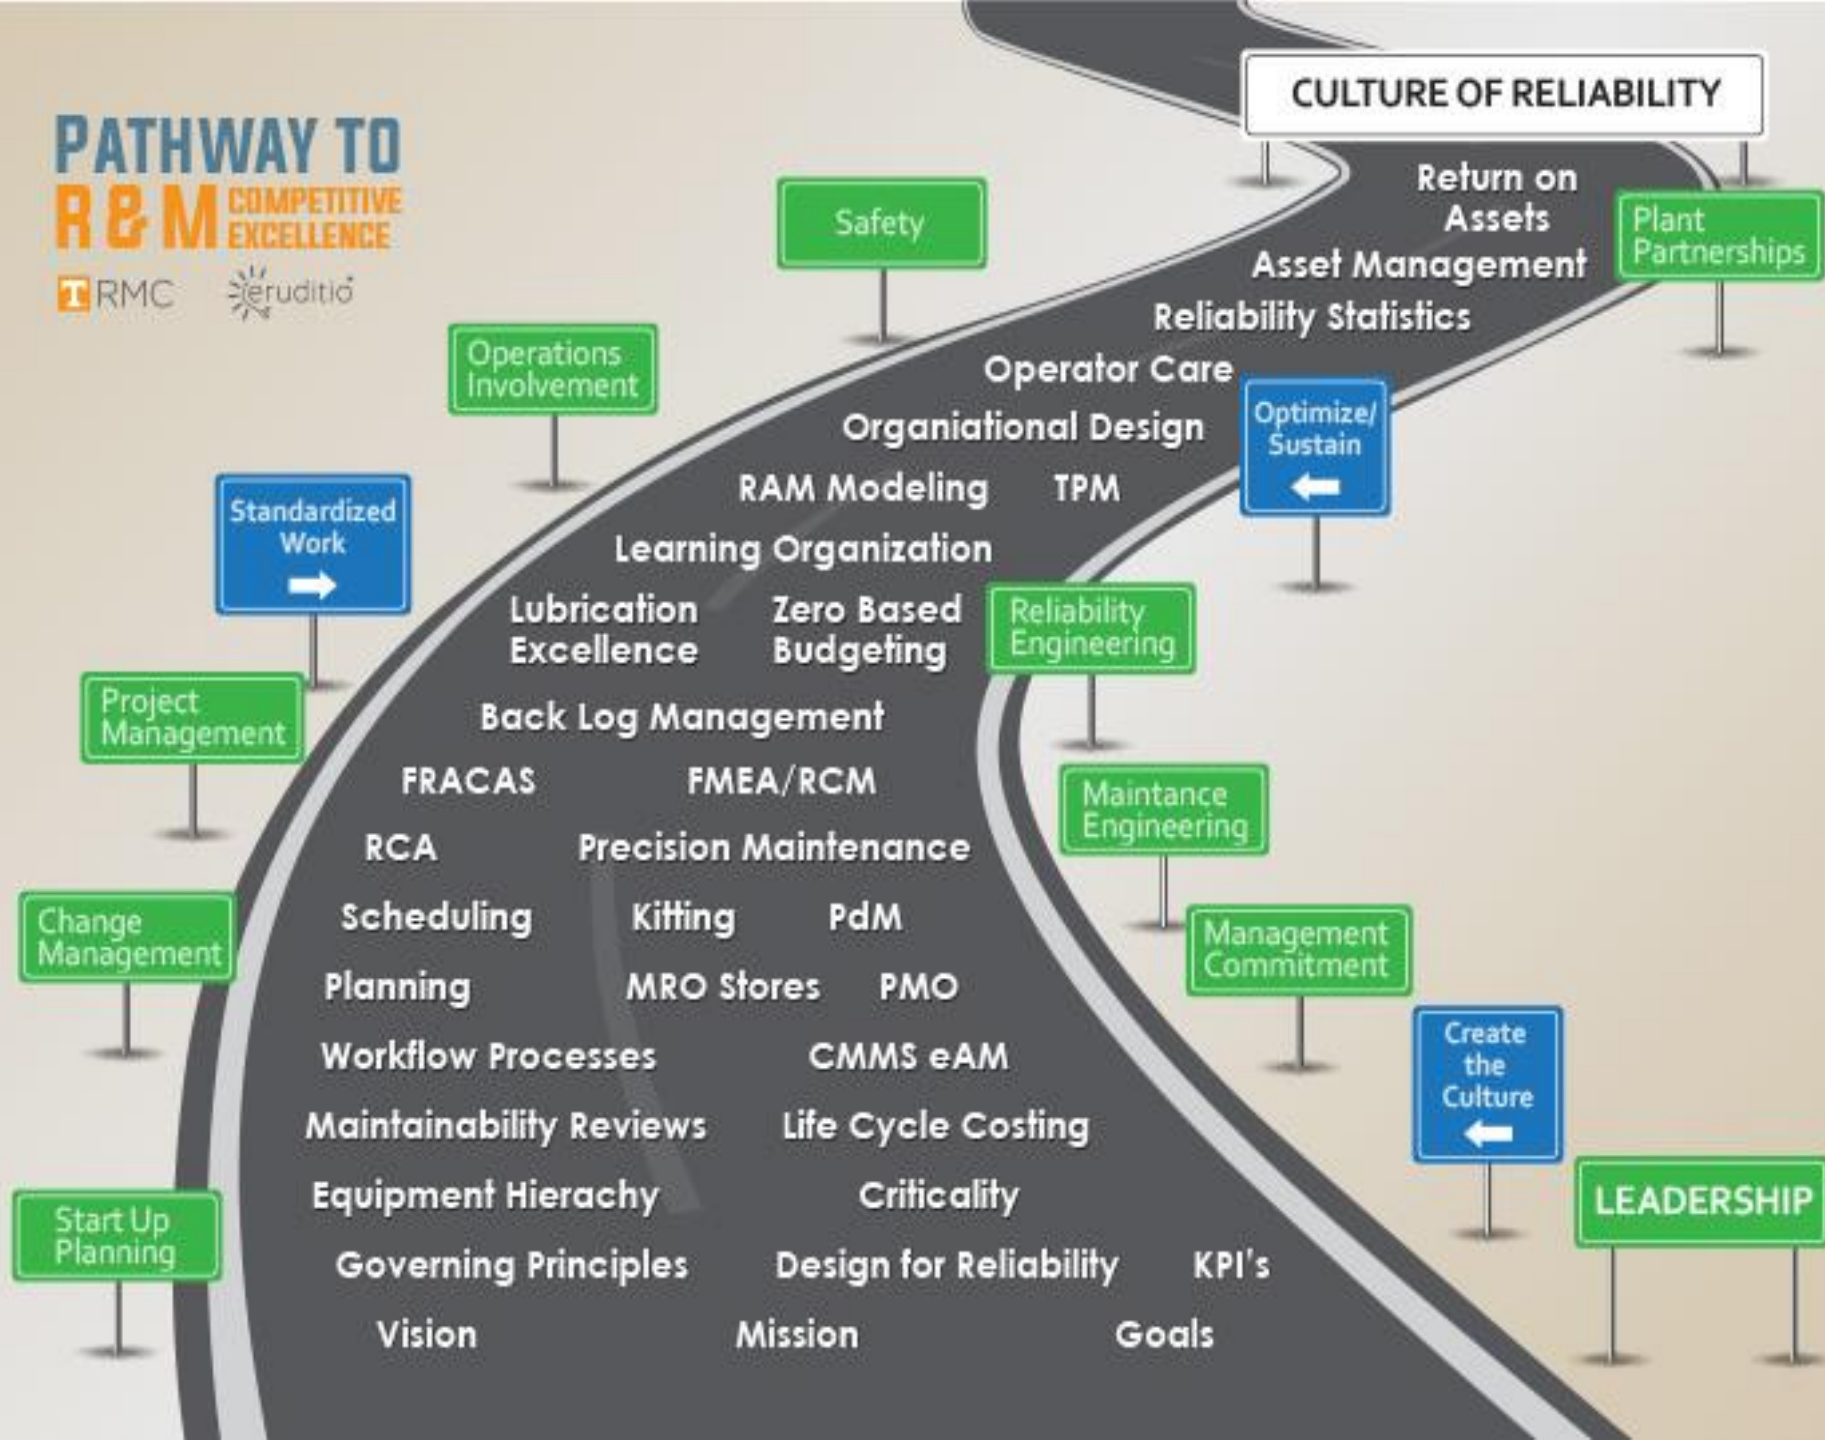 PATHWAY TO
R & M COMPETITIVE
EXCELLENCE
T RMC eruditio
CULTURE OF RELIABILITY
Return on
Assets
Plant
Partnerships
Safety
Asset Management
Reliability Statistics
Operations
Involvement
Operator Care
Optimize/
Sustain
Organiational Design
RAM Modeling TPM
Standardized
Work
Learning Organization
Lubrication
Excellence
Zero Based
Budgeting
Reliability
Engineering
Project
Management
Back Log Management
FRACAS FMEA/RCM
Maintance
Engineering
RCA Precision Maintenance
Change
Management
Scheduling Kitting PdM
Management
Commitment
Planning MRO Stores PMO
Workflow Processes CMMS eAM
Create
the
Culture
Maintainability Reviews Life Cycle Costing
Equipment Hierachy Criticality
LEADERSHIP
Start Up
Planning
Governing Principles Design for Reliability KPI's
Vision Mission Goals